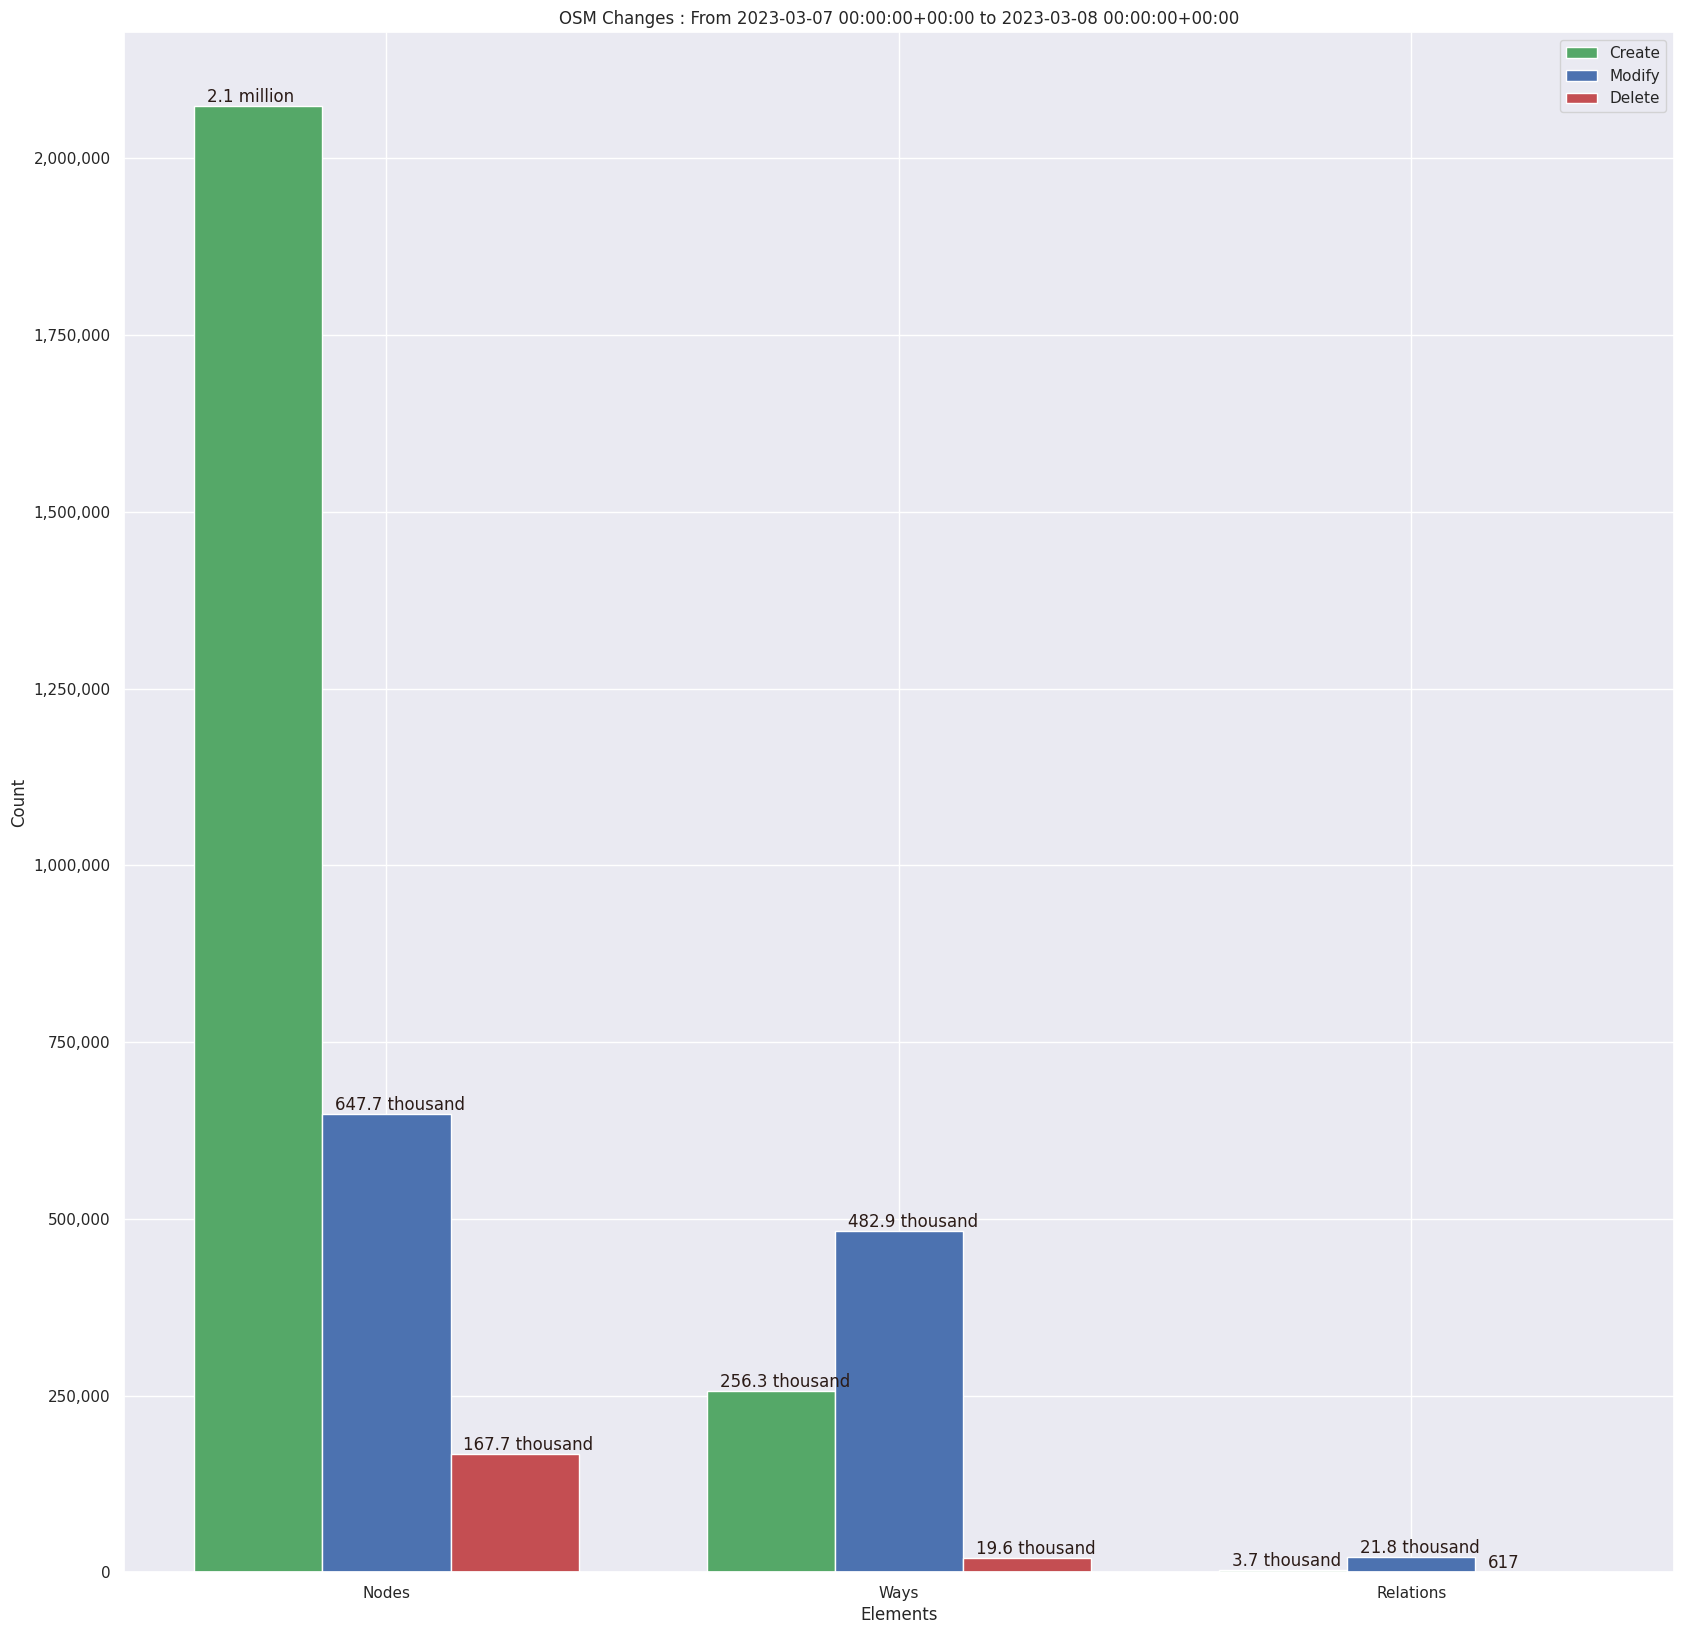 OSM Changes : From 2023-03-07 00:00:00+00:00 to 2023-03-08 00:00:00+00:00
Create
Modify
Delete
Count
2,000,000
1,750,000
1,500,000
1,250,000
1,000,000
750,000
500,000
250,000
0
2.1 million
647.7 thousand
167.7 thousand
256.3 thousand
482.9 thousand
19.6 thousand
3.7 thousand
21.8 thousand
617
Nodes
Ways
Relations
Elements